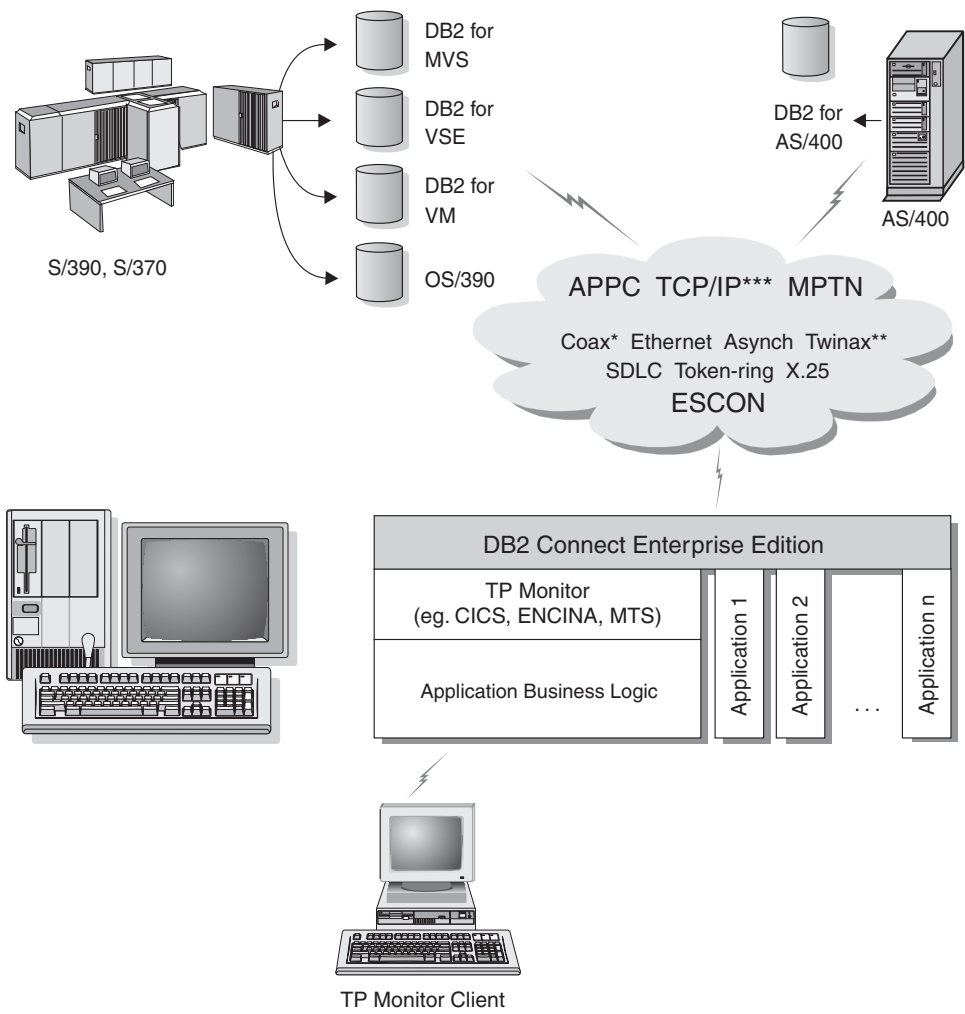 DB2 for
MVS
DB2 for
VSE
DB2 for
VM
OS/390
S/390, S/370
DB2 for
AS/400
AS/400
APPC TCP/IP*** MPTN
Coax* Ethernet Asynch Twinax**
SDLC Token-ring X.25
ESCON
DB2 Connect Enterprise Edition
TP Monitor
(eg. CICS, ENCINA, MTS)
Application Business Logic
Application 1
Application 2
. . .
Application n
TP Monitor Client